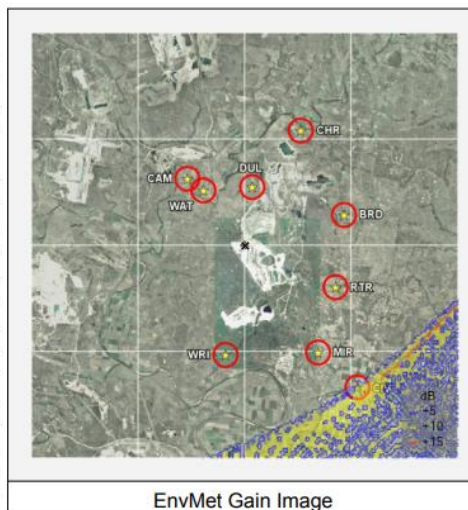 CHR
DUL
CAM
WAT
BRD
RTR
WRI
MIR
dB
+5
+10
+15
EnvMet Gain Image